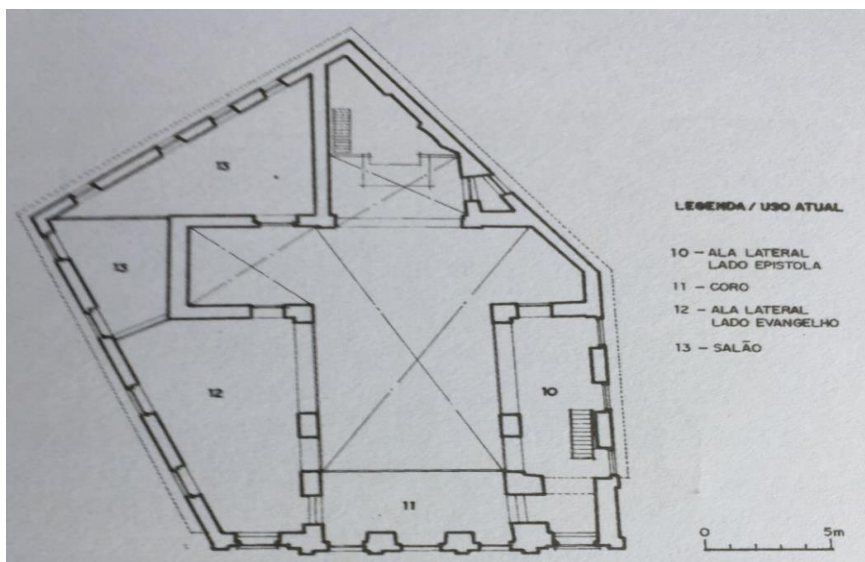 13
13
12
10
11
LEGENDA / USO ATUAL
10 – ALA LATERAL
LADO EPISTOLA
11 – CORO
12 – ALA LATERAL
LADO EVANGELHO
13 – SALÃO
0 5m